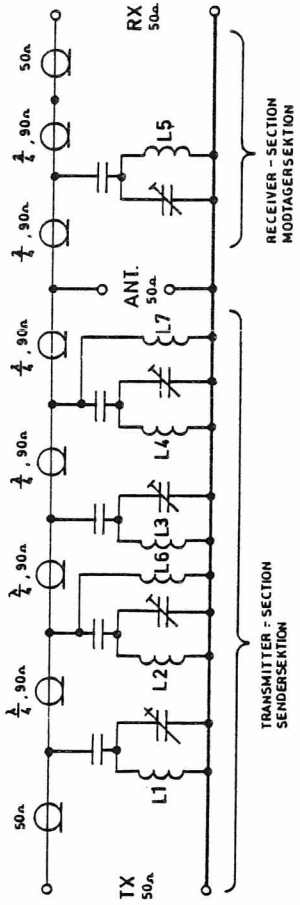 50Ω
λ/4, 90Ω
λ/4, 90Ω
λ/4, 90Ω
λ/4, 90Ω
λ/4, 90Ω
λ/4, 90Ω
50Ω
TX
50Ω
L1
L2
L6
L3
L4
L7
ANT.
50Ω
L5
RX
50Ω
TRANSMITTER - SECTION
SENDERSEKTION
RECEIVER - SECTION
MODTAGERSEKTION